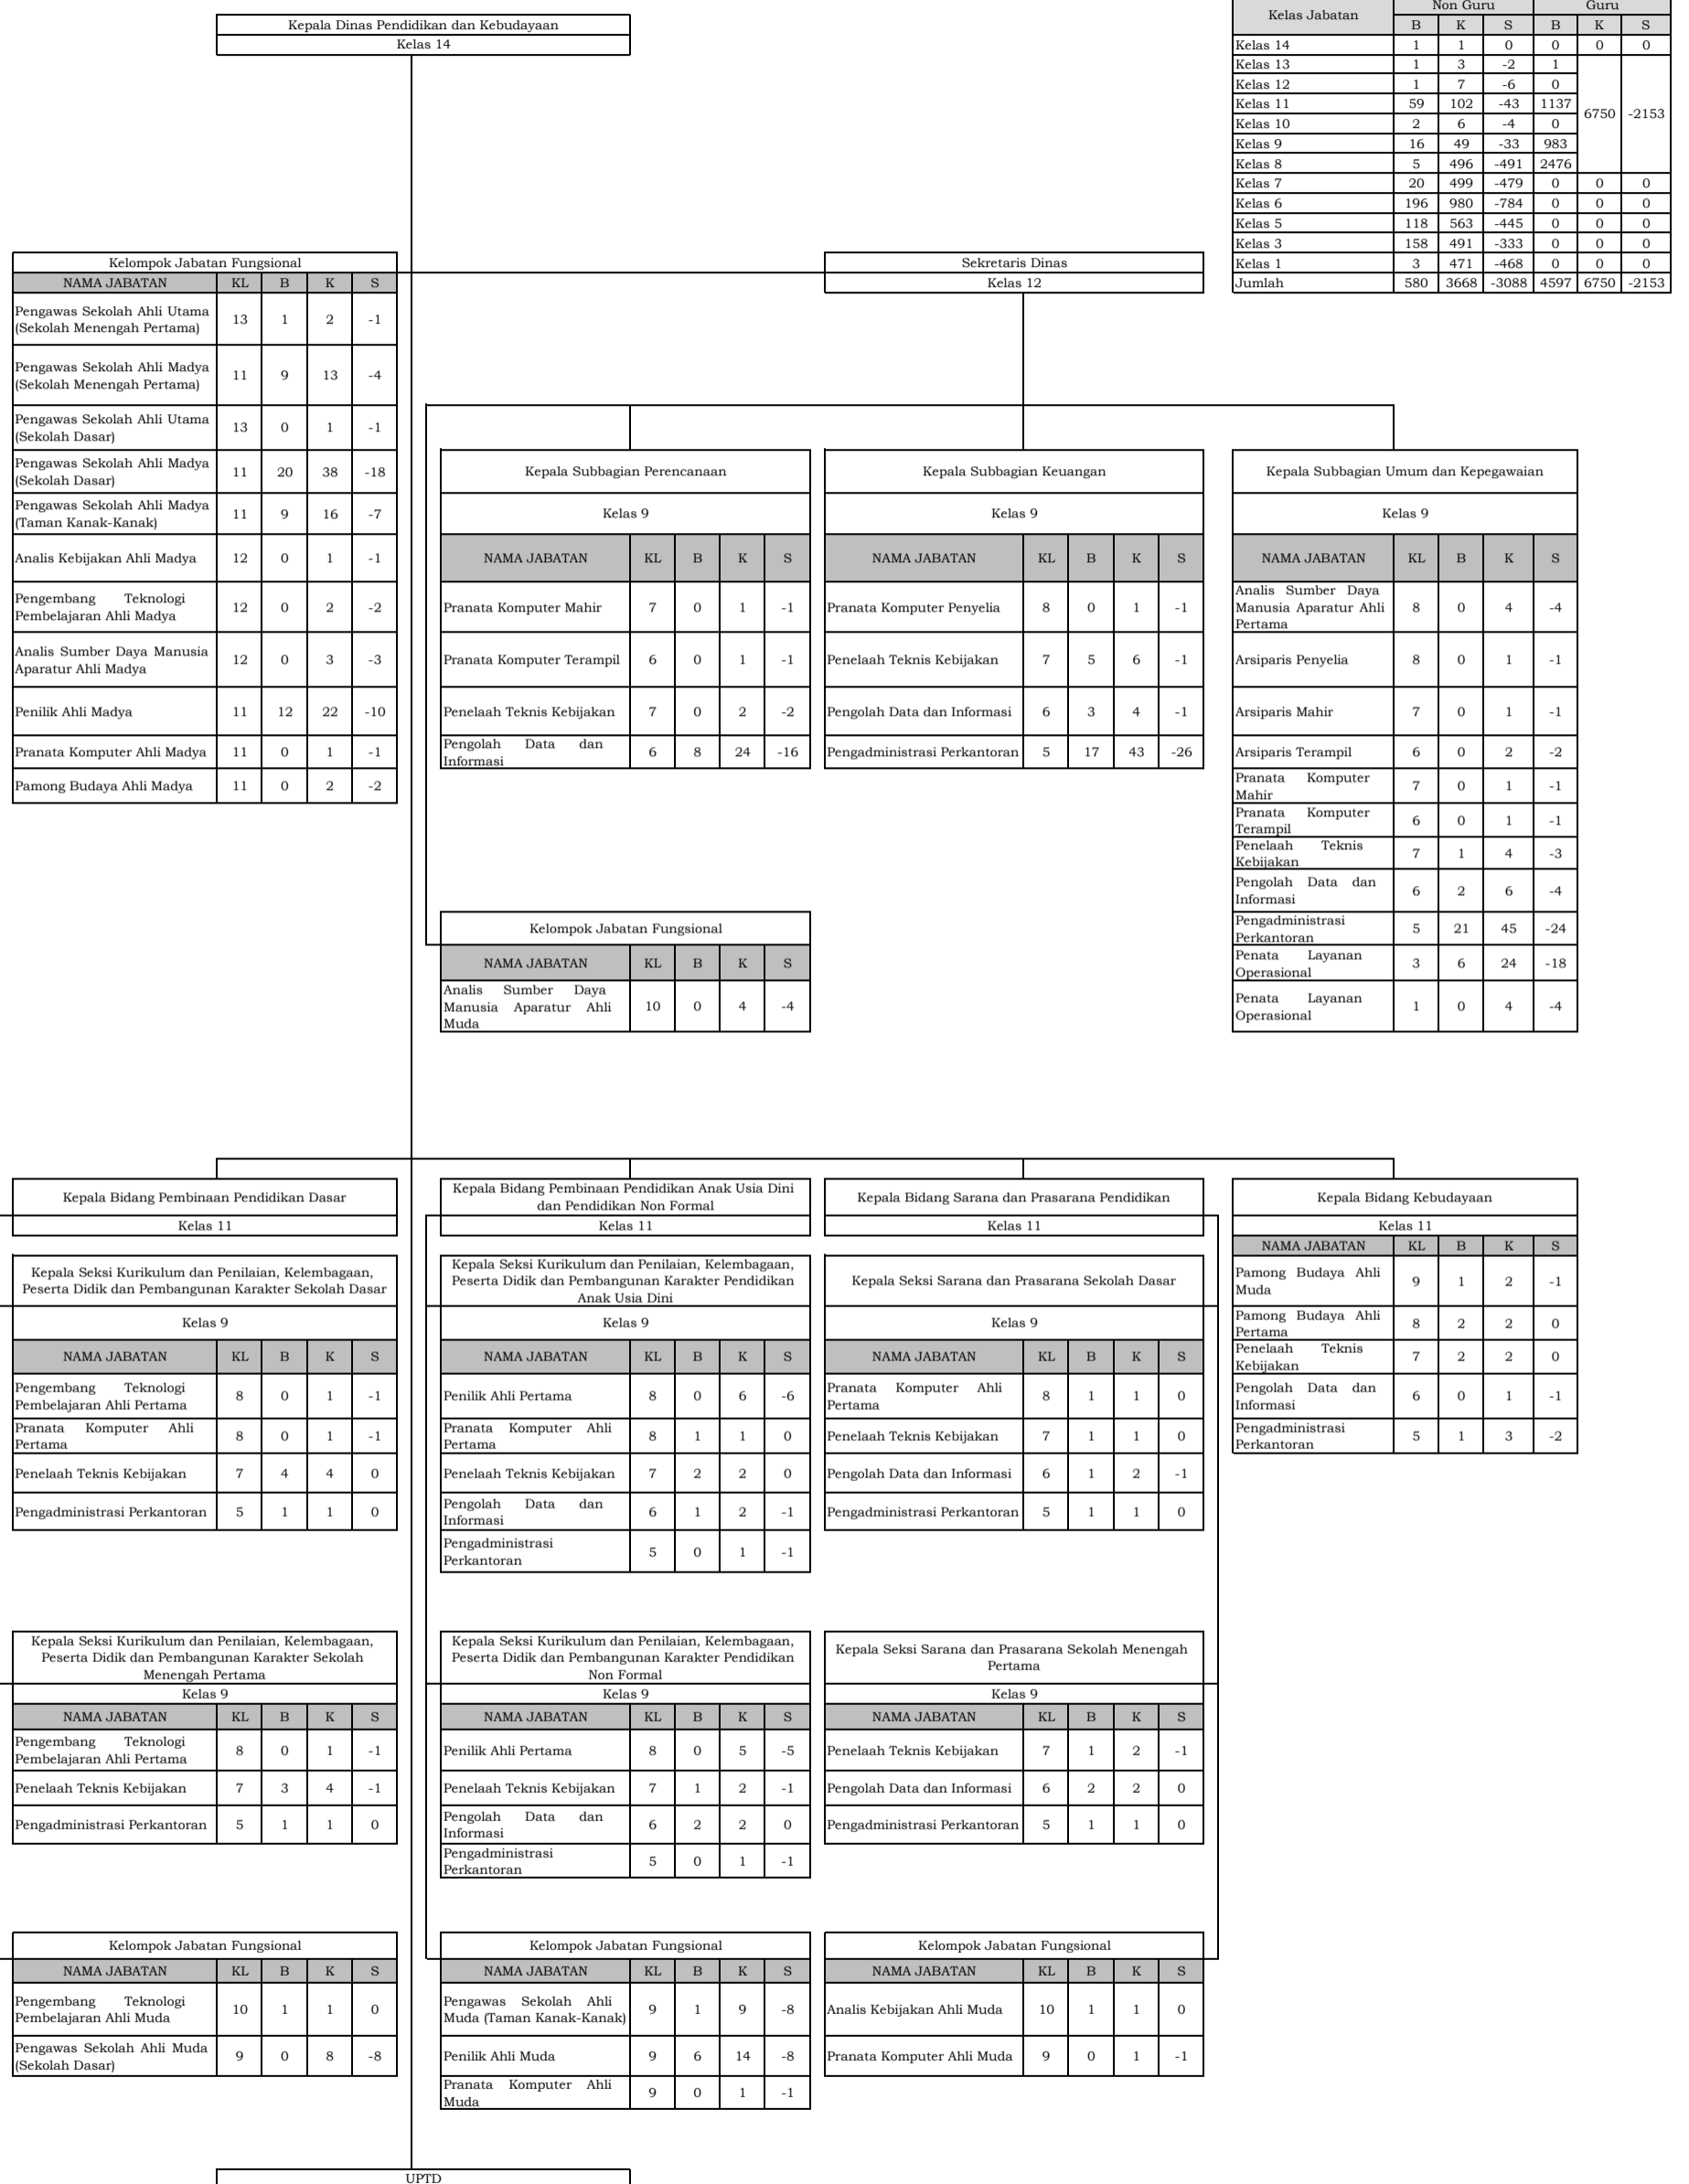 Kepala Dinas Pendidikan dan Kebudayaan
Kelas 14
Kelas Jabatan Non Guru Guru
B K S B K S
Kelas 14 1 1 0 0 0 0
Kelas 13 1 3 -2 1
Kelas 12 1 7 -6 0
Kelas 11 59 102 -43 1137
6750 -2153
Kelas 10 2 6 -4 0
Kelas 9 16 49 -33 983
Kelas 8 5 496 -491 2476
Kelas 7 20 499 -479 0 0 0
Kelas 6 196 980 -784 0 0 0
Kelas 5 118 563 -445 0 0 0
Kelas 3 158 491 -333 0 0 0
Kelas 1 3 471 -468 0 0 0
Jumlah 580 3668 -3088 4597 6750 -2153
Kelompok Jabatan Fungsional
NAMA JABATAN KL B K S
Pengawas Sekolah Ahli Utama
(Sekolah Menengah Pertama) 13 1 2 -1
Pengawas Sekolah Ahli Madya
(Sekolah Menengah Pertama) 11 9 13 -4
Pengawas Sekolah Ahli Utama
(Sekolah Dasar) 13 0 1 -1
Pengawas Sekolah Ahli Madya
(Sekolah Dasar) 11 20 38 -18
Pengawas Sekolah Ahli Madya
(Taman Kanak-Kanak) 11 9 16 -7
Analis Kebijakan Ahli Madya 12 0 1 -1
Pengembang Teknologi
Pembelajaran Ahli Madya 12 0 2 -2
Analis Sumber Daya Manusia
Aparatur Ahli Madya 12 0 3 -3
Penilik Ahli Madya 11 12 22 -10
Pranata Komputer Ahli Madya 11 0 1 -1
Pamong Budaya Ahli Madya 11 0 2 -2
Sekretaris Dinas
Kelas 12
Kepala Subbagian Perencanaan
Kelas 9
NAMA JABATAN KL B K S
Pranata Komputer Mahir 7 0 1 -1
Pranata Komputer Terampil 6 0 1 -1
Penelaah Teknis Kebijakan 7 0 2 -2
Pengolah Data dan
Informasi 6 8 24 -16
Kepala Subbagian Keuangan
Kelas 9
NAMA JABATAN KL B K S
Pranata Komputer Penyelia 8 0 1 -1
Penelaah Teknis Kebijakan 7 5 6 -1
Pengolah Data dan Informasi 6 3 4 -1
Pengadministrasi Perkantoran 5 17 43 -26
Kepala Subbagian Umum dan Kepegawaian
Kelas 9
NAMA JABATAN KL B K S
Analis Sumber Daya
Manusia Aparatur Ahli
Pertama 8 0 4 -4
Arsiparis Penyelia 8 0 1 -1
Arsiparis Mahir 7 0 1 -1
Arsiparis Terampil 6 0 2 -2
Pranata Komputer
Mahir 7 0 1 -1
Pranata Komputer
Terampil 6 0 1 -1
Penelaah Teknis
Kebijakan 7 1 4 -3
Pengolah Data dan
Informasi 6 2 6 -4
Pengadministrasi
Perkantoran 5 21 45 -24
Penata Layanan
Operasional 3 6 24 -18
Penata Layanan
Operasional 1 0 4 -4
Kelompok Jabatan Fungsional
NAMA JABATAN KL B K S
Analis Sumber Daya
Manusia Aparatur Ahli
Muda 10 0 4 -4
Kepala Bidang Pembinaan Pendidikan Dasar
Kelas 11
Kepala Seksi Kurikulum dan Penilaian, Kelembagaan,
Peserta Didik dan Pembangunan Karakter Sekolah Dasar
Kelas 9
NAMA JABATAN KL B K S
Pengembang Teknologi
Pembelajaran Ahli Pertama 8 0 1 -1
Pranata Komputer Ahli
Pertama 8 0 1 -1
Penelaah Teknis Kebijakan 7 4 4 0
Pengadministrasi Perkantoran 5 1 1 0
Kepala Seksi Kurikulum dan Penilaian, Kelembagaan,
Peserta Didik dan Pembangunan Karakter Sekolah
Menengah Pertama
Kelas 9
NAMA JABATAN KL B K S
Pengembang Teknologi
Pembelajaran Ahli Pertama 8 0 1 -1
Penelaah Teknis Kebijakan 7 3 4 -1
Pengadministrasi Perkantoran 5 1 1 0
Kelompok Jabatan Fungsional
NAMA JABATAN KL B K S
Pengembang Teknologi
Pembelajaran Ahli Muda 10 1 1 0
Pengawas Sekolah Ahli Muda
(Sekolah Dasar) 9 0 8 -8
Kepala Bidang Pembinaan Pendidikan Anak Usia Dini
dan Pendidikan Non Formal
Kelas 11
Kepala Seksi Kurikulum dan Penilaian, Kelembagaan,
Peserta Didik dan Pembangunan Karakter Pendidikan
Anak Usia Dini
Kelas 9
NAMA JABATAN KL B K S
Penilik Ahli Pertama 8 0 6 -6
Pranata Komputer Ahli
Pertama 8 1 1 0
Penelaah Teknis Kebijakan 7 2 2 0
Pengolah Data dan
Informasi 6 1 2 -1
Pengadministrasi
Perkantoran 5 0 1 -1
Kepala Seksi Kurikulum dan Penilaian, Kelembagaan,
Peserta Didik dan Pembangunan Karakter Pendidikan
Non Formal
Kelas 9
NAMA JABATAN KL B K S
Penilik Ahli Pertama 8 0 5 -5
Penelaah Teknis Kebijakan 7 1 2 -1
Pengolah Data dan
Informasi 6 2 2 0
Pengadministrasi
Perkantoran 5 0 1 -1
Kelompok Jabatan Fungsional
NAMA JABATAN KL B K S
Pengawas Sekolah Ahli
Muda (Taman Kanak-Kanak) 9 1 9 -8
Penilik Ahli Muda 9 6 14 -8
Pranata Komputer Ahli
Muda 9 0 1 -1
Kepala Bidang Sarana dan Prasarana Pendidikan
Kelas 11
Kepala Seksi Sarana dan Prasarana Sekolah Dasar
Kelas 9
NAMA JABATAN KL B K S
Pranata Komputer Ahli
Pertama 8 1 1 0
Penelaah Teknis Kebijakan 7 1 1 0
Pengolah Data dan Informasi 6 1 2 -1
Pengadministrasi Perkantoran 5 1 1 0
Kepala Seksi Sarana dan Prasarana Sekolah Menengah
Pertama
Kelas 9
NAMA JABATAN KL B K S
Penelaah Teknis Kebijakan 7 1 2 -1
Pengolah Data dan Informasi 6 2 2 0
Pengadministrasi Perkantoran 5 1 1 0
Kelompok Jabatan Fungsional
NAMA JABATAN KL B K S
Analis Kebijakan Ahli Muda 10 1 1 0
Pranata Komputer Ahli Muda 9 0 1 -1
Kepala Bidang Kebudayaan
Kelas 11
NAMA JABATAN KL B K S
Pamong Budaya Ahli
Muda 9 1 2 -1
Pamong Budaya Ahli
Pertama 8 2 2 0
Penelaah Teknis
Kebijakan 7 2 2 0
Pengolah Data dan
Informasi 6 0 1 -1
Pengadministrasi
Perkantoran 5 1 3 -2
UPTD